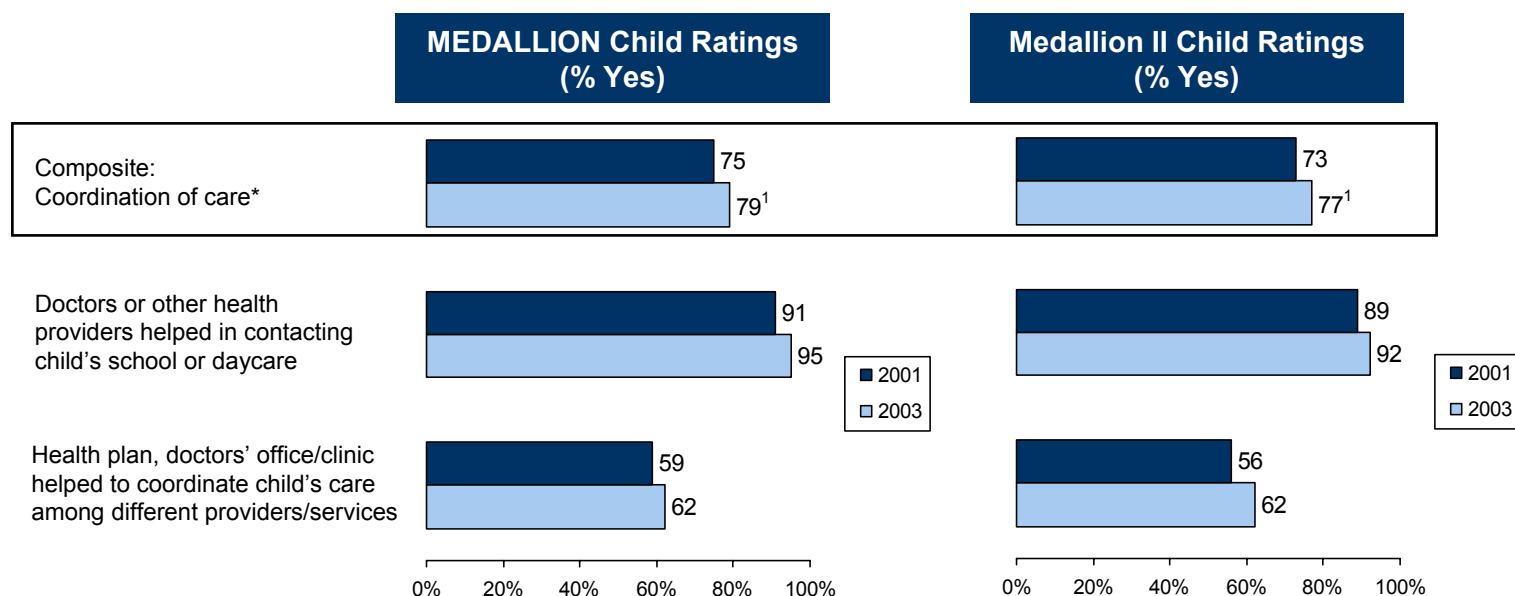 MEDALLION Child Ratings
(% Yes)
Medallion II Child Ratings
(% Yes)
Composite:
Coordination of care*
75
79¹
73
77¹
Doctors or other health
providers helped in contacting
child’s school or daycare
91
95
89
92
2001
2003
2001
2003
Health plan, doctors’ office/clinic
helped to coordinate child’s care
among different providers/services
59
62
56
62
0% 20% 40% 60% 80% 100%
0% 20% 40% 60% 80% 100%